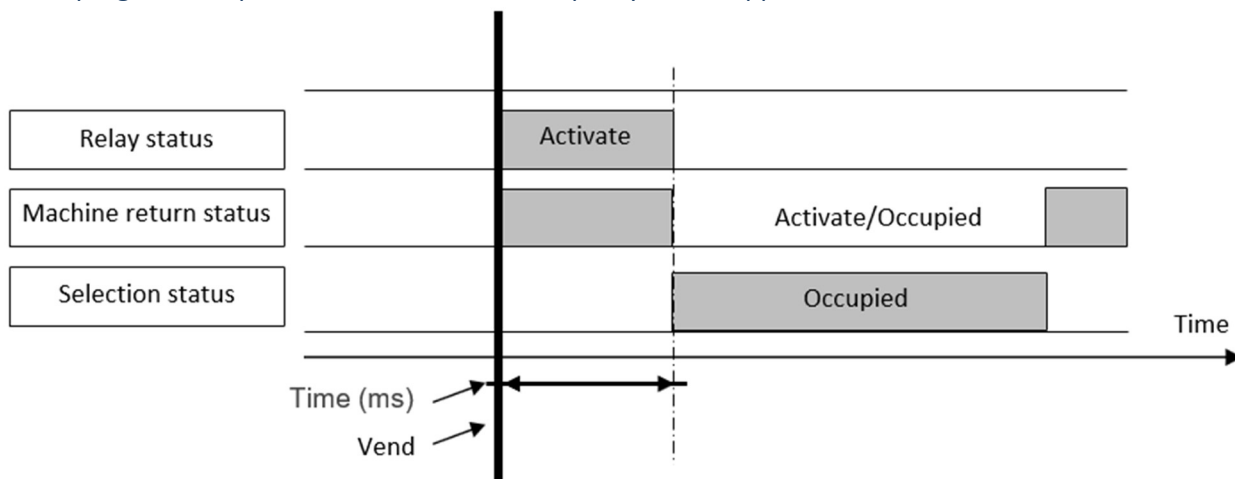 Relay status
Activate
Machine return status
Activate/Occupied
Selection status
Occupied
Time
Time (ms)
Vend